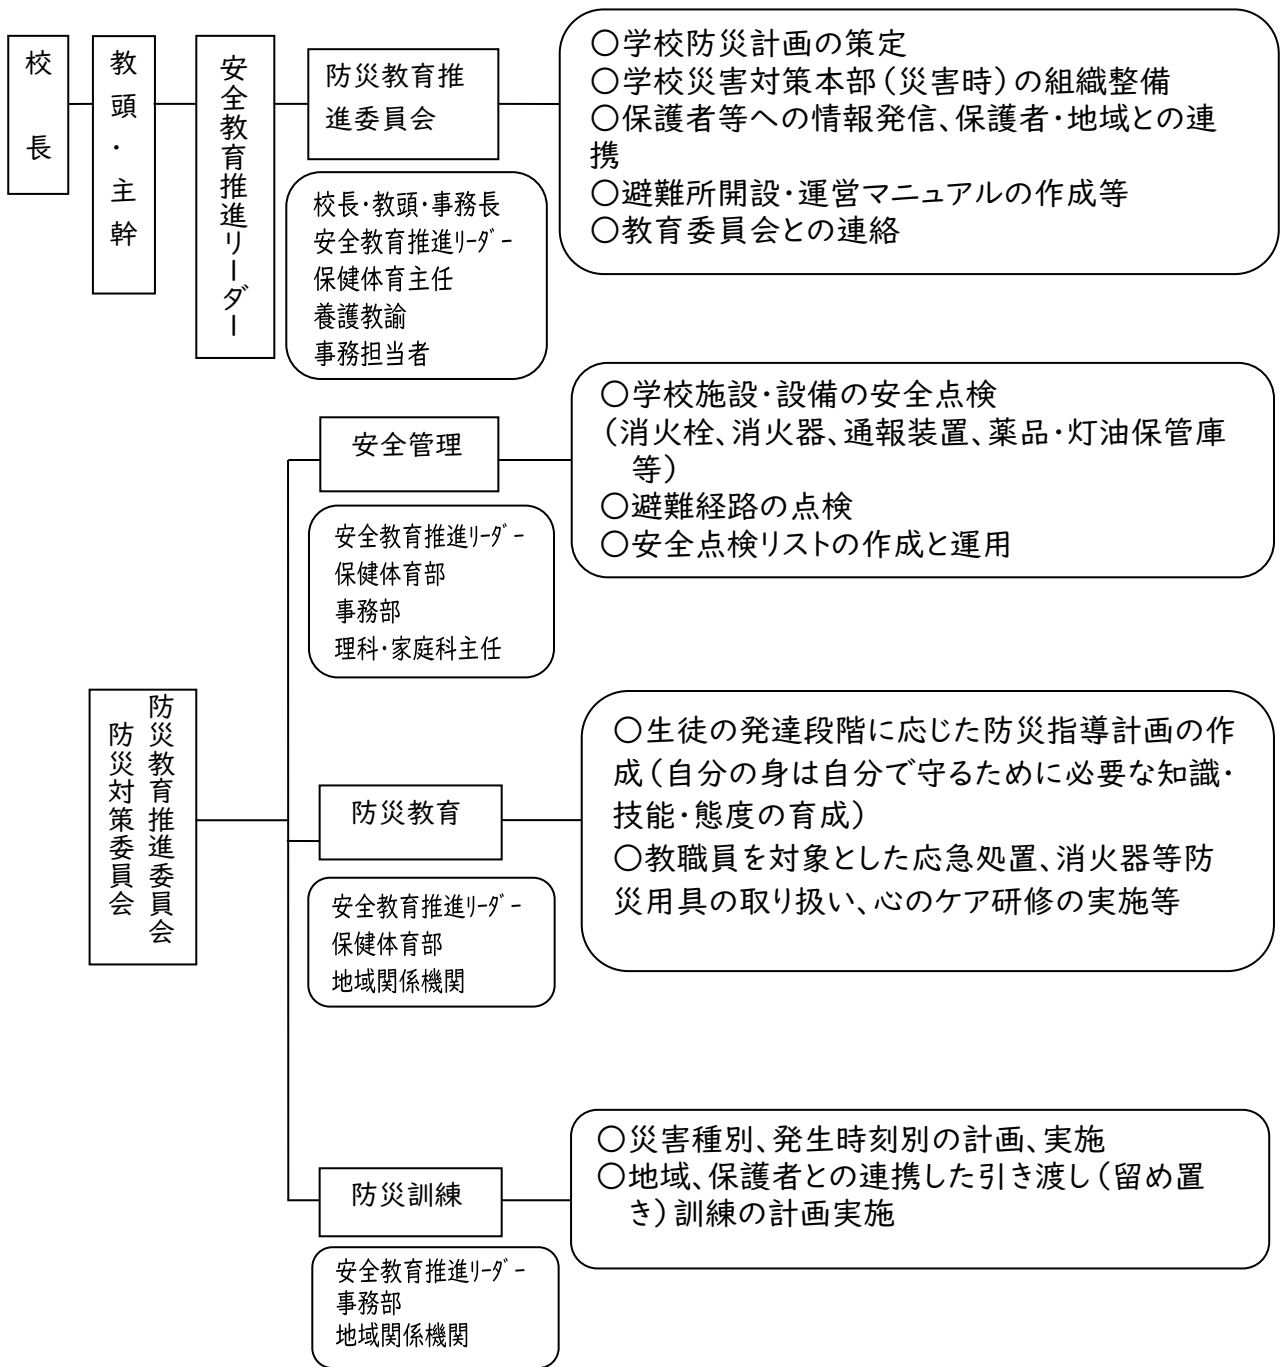 校長
教頭・主幹
安全教育推進リーダー
防災教育推
進委員会
○学校防災計画の策定
○学校災害対策本部（災害時）の組織整備
○保護者等への情報発信、保護者・地域との連
携
○避難所開設・運営マニュアルの作成等
○教育委員会との連絡
校長・教頭・事務長
安全教育推進ﾘｰﾀﾞｰ
保健体育主任
養護教諭
事務担当者
防災教育推進委員会
防災対策委員会
安全管理
○学校施設・設備の安全点検
（消火栓、消火器、通報装置、薬品・灯油保管庫
等）
○避難経路の点検
○安全点検リストの作成と運用
安全教育推進ﾘｰﾀﾞｰ
保健体育部
事務部
理科・家庭科主任
防災教育
○生徒の発達段階に応じた防災指導計画の作
成（自分の身は自分で守るために必要な知識・
技能・態度の育成）
○教職員を対象とした応急処置、消火器等防
災用具の取り扱い、心のケア研修の実施等
安全教育推進ﾘｰﾀﾞｰ
保健体育部
地域関係機関
防災訓練
○災害種別、発生時刻別の計画、実施
○地域、保護者との連携した引き渡し（留め置
き）訓練の計画実施
安全教育推進ﾘｰﾀﾞｰ
事務部
地域関係機関